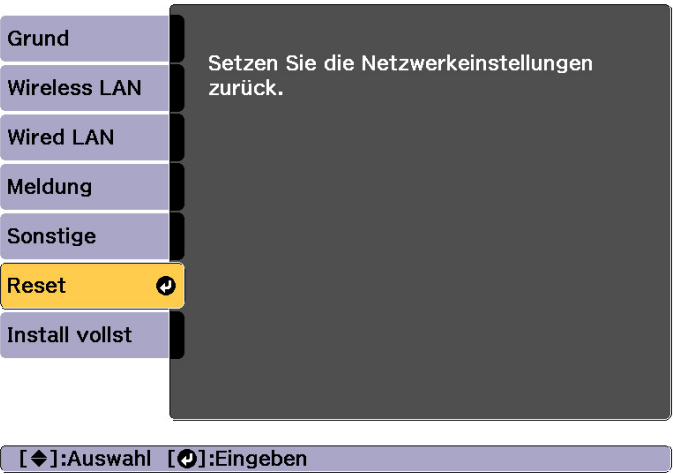 Grund
Wireless LAN
Wired LAN
Meldung
Sonstige
Reset
Install vollst
Setzen Sie die Netzwerkeinstellungen
zurück.
[◆]:Auswahl [↵]:Eingeben